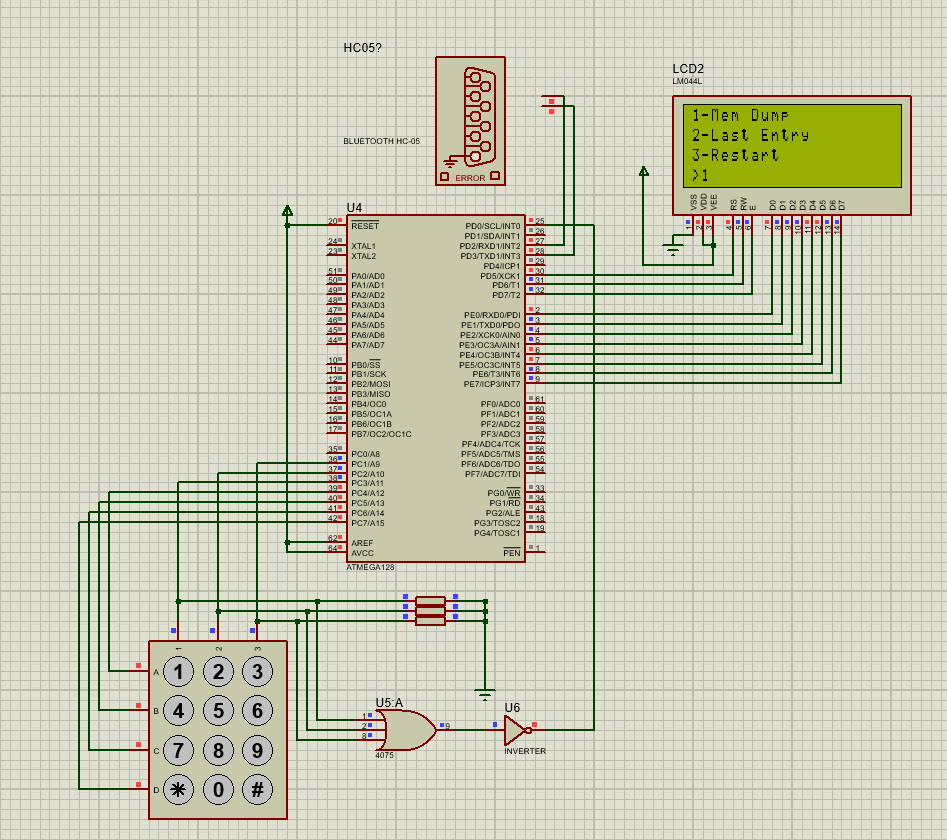 HC05?
BLUETOOTH HC-05
ERROR
LCD2
LM044L
1-Mem Dump
2-Last Entry
3-Restart
>1
VSS VDD VEE RS RW E D0 D1 D2 D3 D4 D5 D6 D7
1 2 3 4 5 6 7 8 9 10 11 12 13 14
U4
20 RESET PD0/SCL/INT0 25
PD1/SDA/INT1 26
24 XTAL1 PD2/RXD1/INT2 27
23 XTAL2 PD3/TXD1/INT3 28
PD4/ICP1 29
51 PA0/AD0 PD5/XCK1 30
50 PA1/AD1 PD6/T1 31
49 PA2/AD2 PD7/T2 32
48 PA3/AD3
47 PA4/AD4 PE0/RXD0/PDI 2
46 PA5/AD5 PE1/TXD0/PDO 3
45 PA6/AD6 PE2/XCK0/AIN0 4
44 PA7/AD7 PE3/OC3A/AIN1 5
PE4/OC3B/INT4 6
10 PB0/SS PE5/OC3C/INT5 7
11 PB1/SCK PE6/T3/INT6 8
12 PB2/MOSI PE7/ICP3/INT7 9
13 PB3/MISO
14 PB4/OC0 PF0/ADC0 61
15 PB5/OC1A PF1/ADC1 60
16 PB6/OC1B PF2/ADC2 59
17 PB7/OC2/OC1C PF3/ADC3 58
PF4/ADC4/TCK 57
35 PC0/A8 PF5/ADC5/TMS 56
36 PC1/A9 PF6/ADC6/TDO 55
37 PC2/A10 PF7/ADC7/TDI 54
38 PC3/A11
39 PC4/A12 PG0/WR 33
40 PC5/A13 PG1/RD 34
41 PC6/A14 PG2/ALE 43
42 PC7/A15 PG3/TOSC2 18
PG4/TOSC1 19
62 AREF
64 AVCC PEN 1
ATMEGA128
1 2 3
A 1 2 3
B 4 5 6
C 7 8 9
D * 0 #
U5:A
1
2
8
9
4075
U6
INVERTER